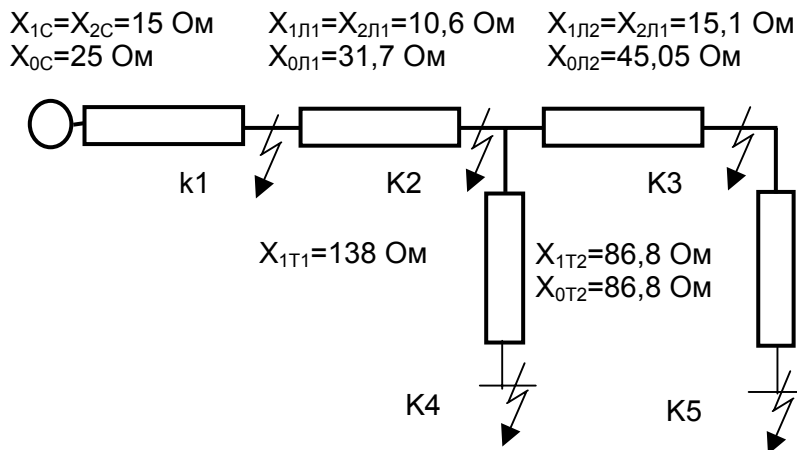 X₁C=X₂C=15 Ом X₁Л1=X₂Л1=10,6 Ом X₁Л2=X₂Л1=15,1 Ом
X₀C=25 Ом X₀Л1=31,7 Ом X₀Л2=45,05 Ом
k1 K2 K3
X₁T1=138 Ом X₁T2=86,8 Ом
X₀T2=86,8 Ом
K4 K5